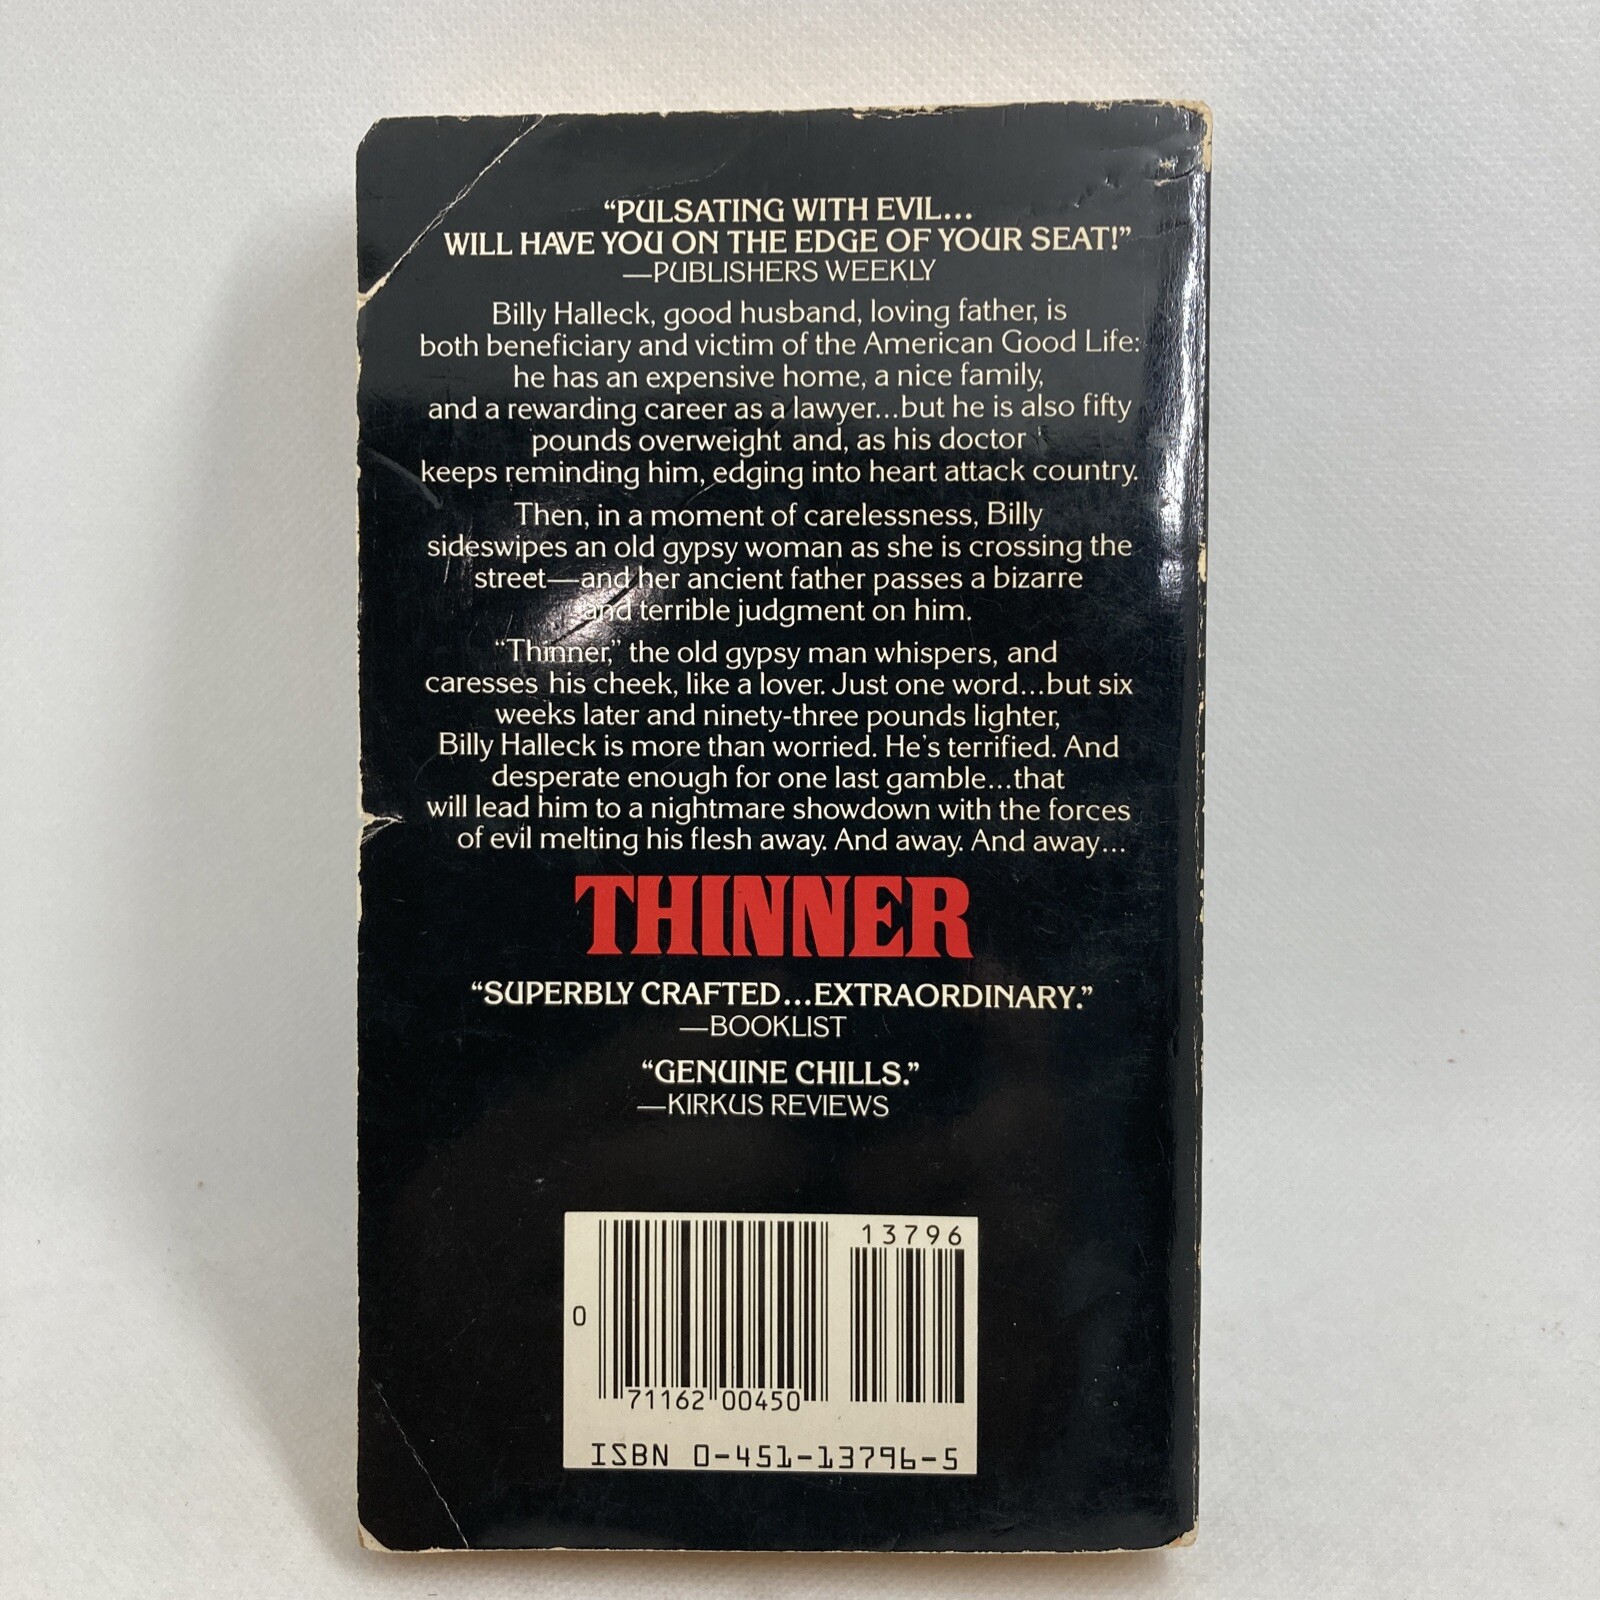 “PULSATING WITH EVIL...
WILL HAVE YOU ON THE EDGE OF YOUR SEAT!”
—PUBLISHERS WEEKLY
Billy Halleck, good husband, loving father, is
both beneficiary and victim of the American Good Life:
he has an expensive home, a nice family,
and a rewarding career as a lawyer...but he is also fifty
pounds overweight and, as his doctor
keeps reminding him, edging into heart attack country.
Then, in a moment of carelessness, Billy
sideswipes an old gypsy woman as she is crossing the
street—and her ancient father passes a bizarre
and terrible judgment on him.
“Thinner,” the old gypsy man whispers, and
caresses his cheek, like a lover. Just one word...but six
weeks later and ninety-three pounds lighter,
Billy Halleck is more than worried. He's terrified. And
desperate enough for one last gamble...that
will lead him to a nightmare showdown with the forces
of evil melting his flesh away. And away. And away...
THINNER
“SUPERBLY CRAFTED...EXTRAORDINARY.”
—BOOKLIST
“GENUINE CHILLS.”
—KIRKUS REVIEWS
13796
0
71162 00450
ISBN 0-451-13796-5